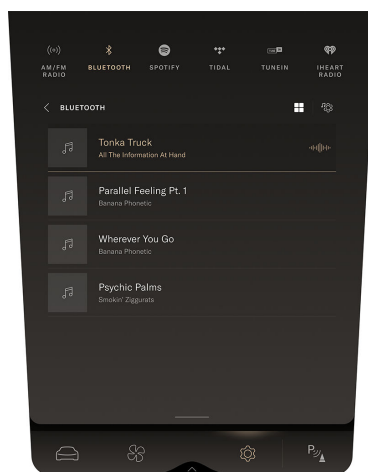 AM/FM
RADIO
BLUETOOTH
SPOTIFY
TIDAL
TUNEIN
IHEART
RADIO
BLUETOOTH
Tonka Truck
All The Information At Hand
Parallel Feeling Pt. 1
Banana Phonetic
Wherever You Go
Banana Phonetic
Psychic Palms
Smokin' Ziggurats
P